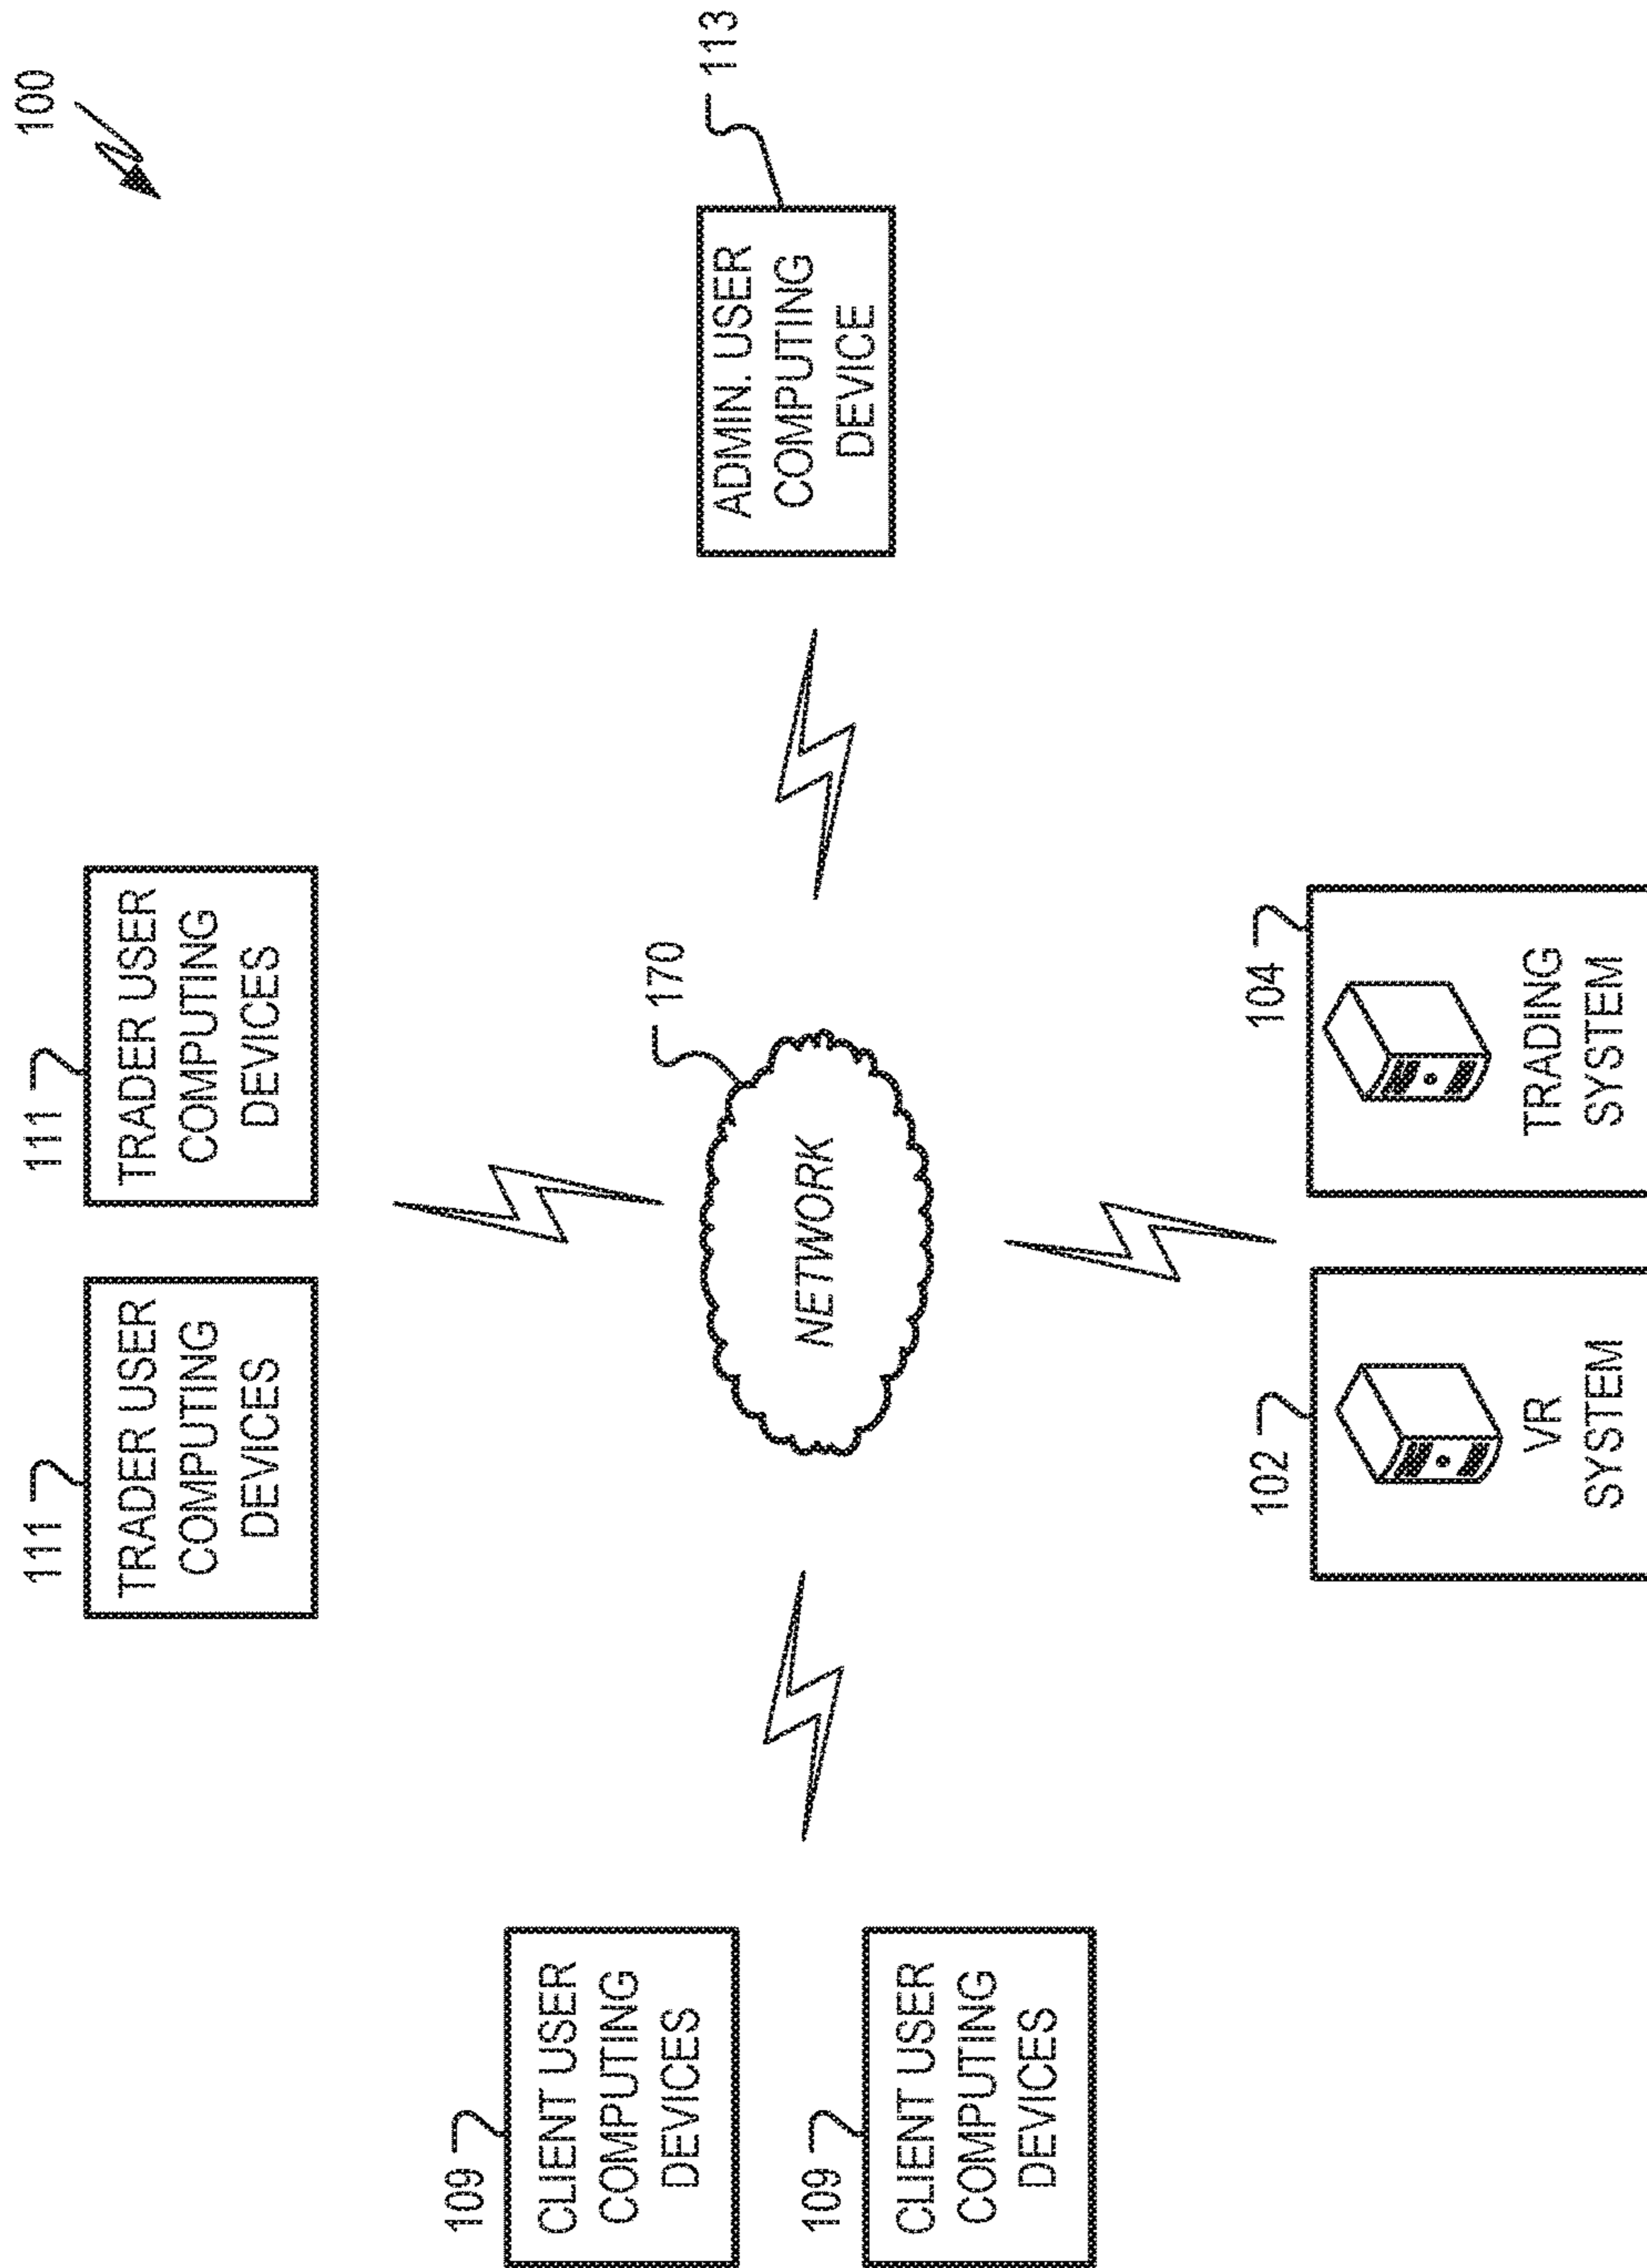 100
111
TRADER USER
COMPUTING
DEVICES
111
TRADER USER
COMPUTING
DEVICES
109
CLIENT USER
COMPUTING
DEVICES
109
CLIENT USER
COMPUTING
DEVICES
170
NETWORK
113
ADMIN. USER
COMPUTING
DEVICE
102
VR
SYSTEM
104
TRADING
SYSTEM